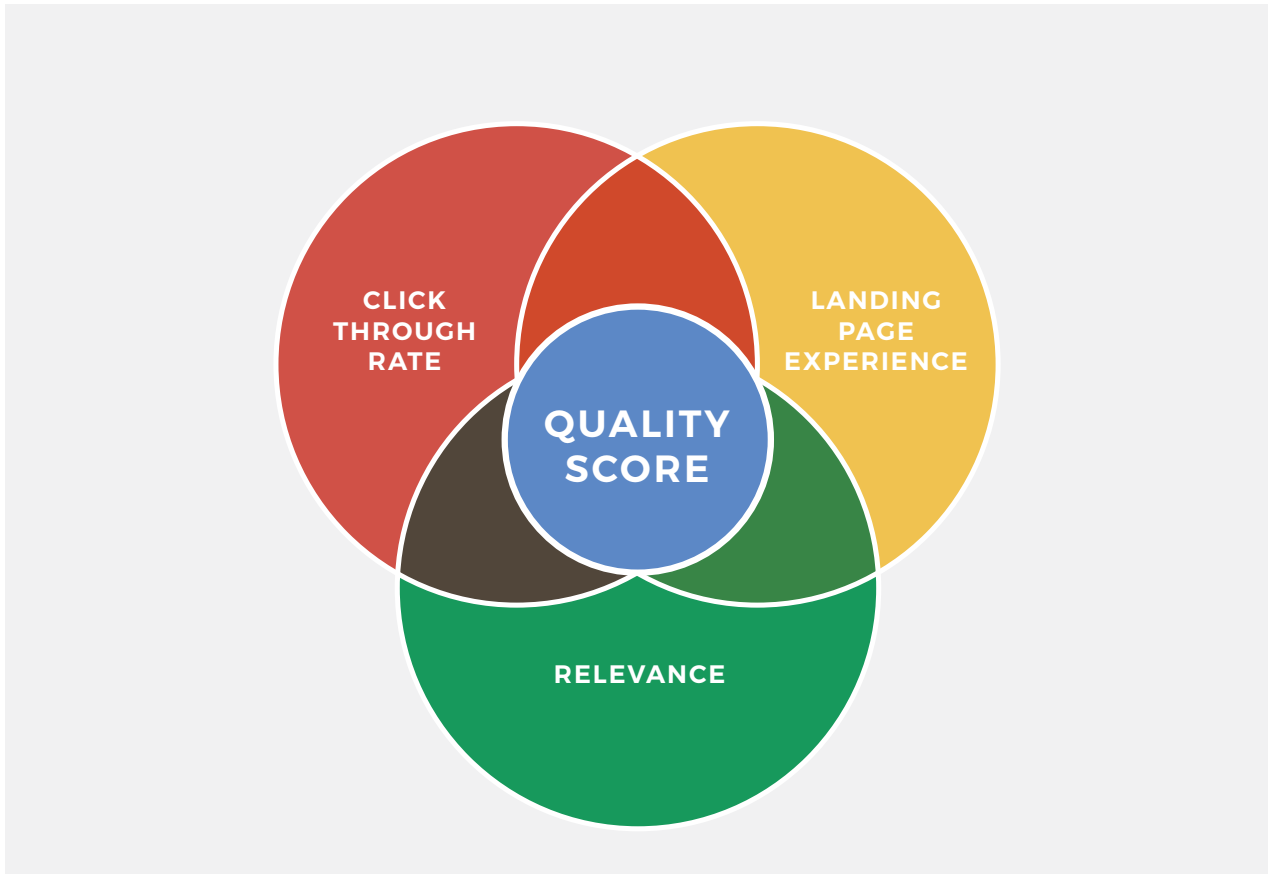 CLICK
THROUGH
RATE
LANDING
PAGE
EXPERIENCE
QUALITY
SCORE
RELEVANCE